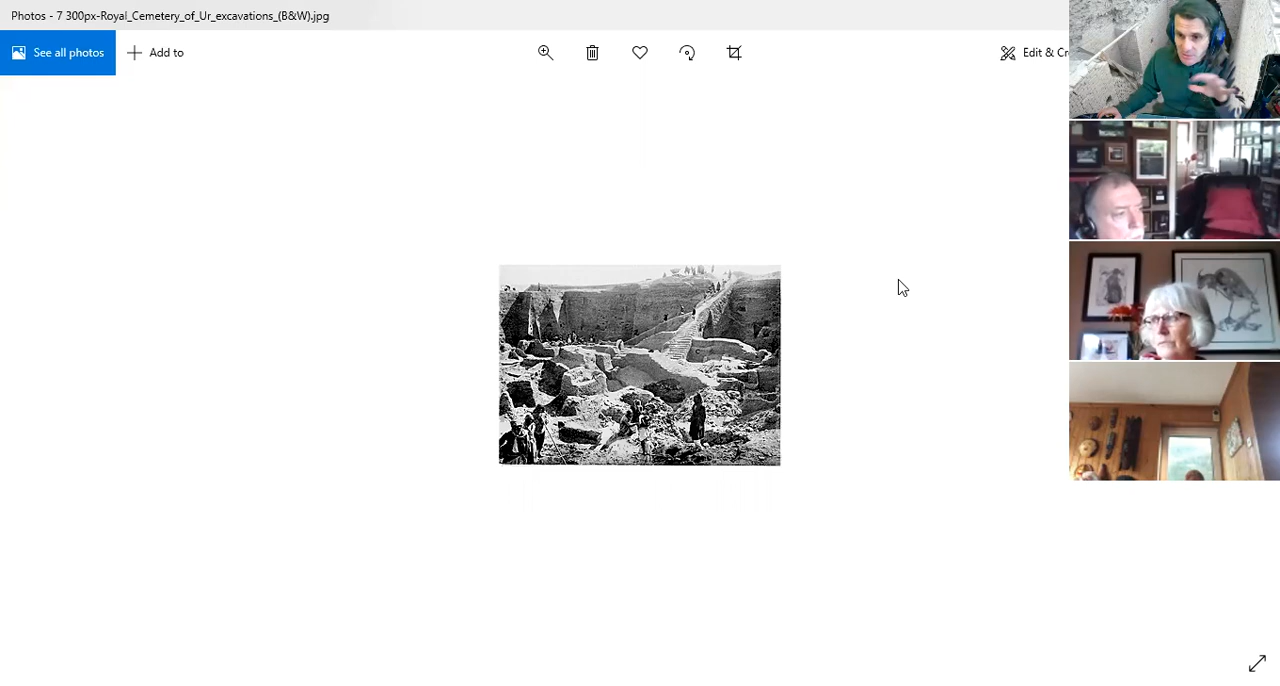 Photos - 7 300px-Royal_Cemetery_of_Ur_excavations_(B&W).jpg
See all photos
Add to
Edit & Cr